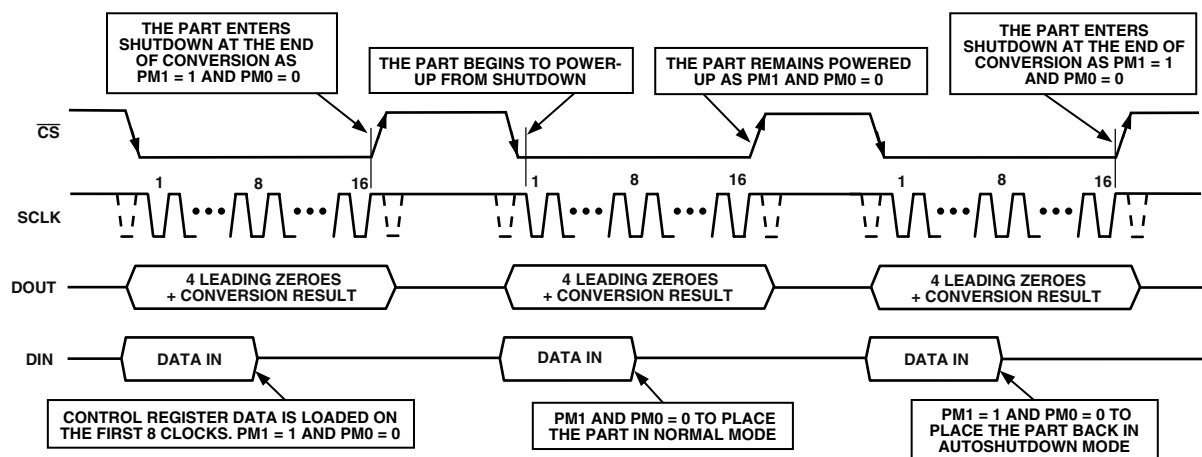 THE PART ENTERS
SHUTDOWN AT THE END
OF CONVERSION AS
PM1 = 1 AND PM0 = 0
THE PART BEGINS TO POWER-
UP FROM SHUTDOWN
THE PART REMAINS POWERED
UP AS PM1 AND PM0 = 0
THE PART ENTERS
SHUTDOWN AT THE END OF
CONVERSION AS PM1 = 1
AND PM0 = 0
CS
1 8 16 1 8 16 1 8 16
SCLK
DOUT
4 LEADING ZEROES
+ CONVERSION RESULT
4 LEADING ZEROES
+ CONVERSION RESULT
4 LEADING ZEROES
+ CONVERSION RESULT
DIN
DATA IN
DATA IN
DATA IN
CONTROL REGISTER DATA IS LOADED ON
THE FIRST 8 CLOCKS. PM1 = 1 AND PM0 = 0
PM1 AND PM0 = 0 TO PLACE
THE PART IN NORMAL MODE
PM1 = 1 AND PM0 = 0 TO
PLACE THE PART BACK IN
AUTOSHUTDOWN MODE